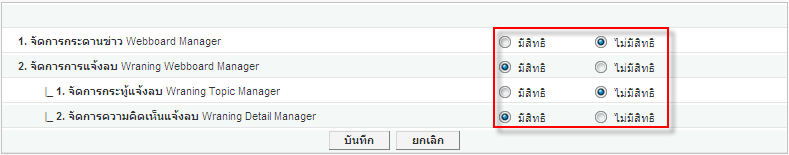 1. จัดการกระดานข่าว Webboard Manager มีสิทธิ ไม่มีสิทธิ
2. จัดการการแจ้งลบ Wraning Webboard Manager มีสิทธิ ไม่มีสิทธิ
|_ 1. จัดการกระทู้แจ้งลบ Wraning Topic Manager มีสิทธิ ไม่มีสิทธิ
|_ 2. จัดการความคิดเห็นแจ้งลบ Wraning Detail Manager มีสิทธิ ไม่มีสิทธิ
บันทึก ยกเลิก